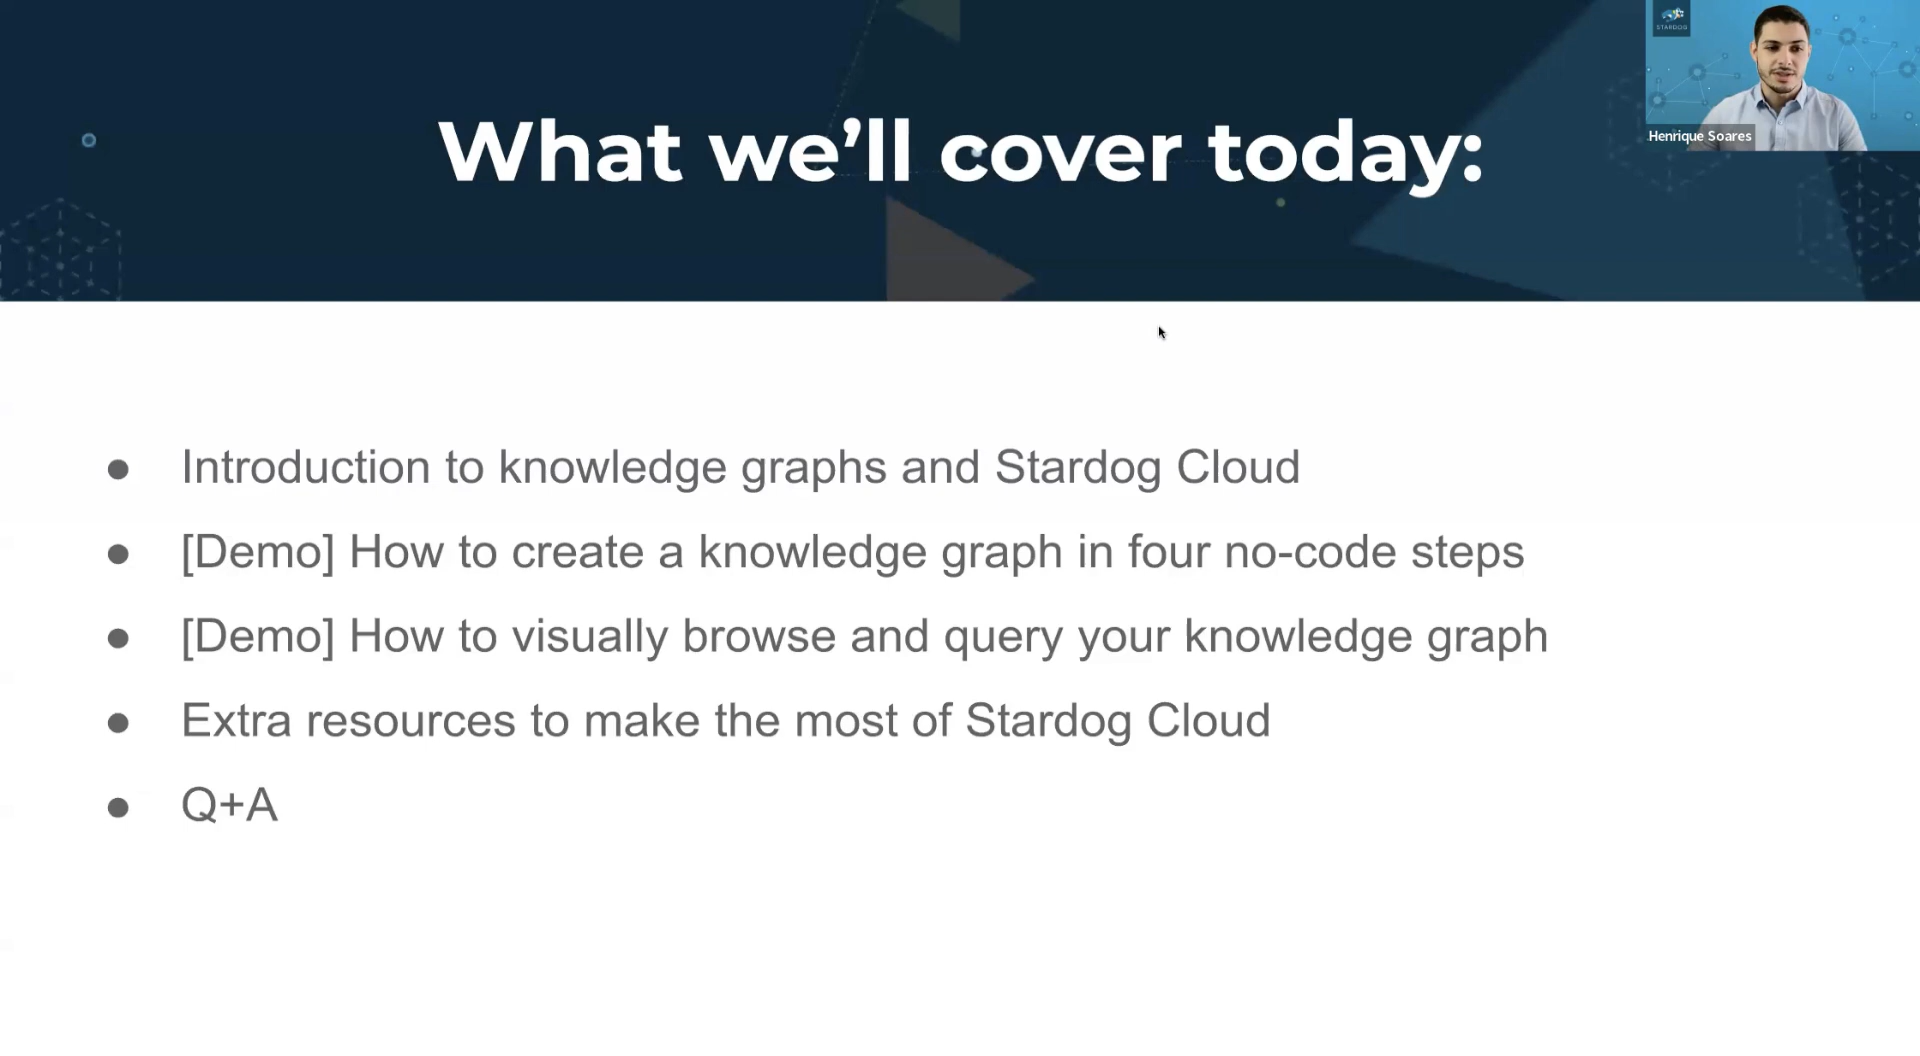 STARDOG
Henrique Soares
What we’ll cover today:
● Introduction to knowledge graphs and Stardog Cloud
● [Demo] How to create a knowledge graph in four no-code steps
● [Demo] How to visually browse and query your knowledge graph
● Extra resources to make the most of Stardog Cloud
● Q+A